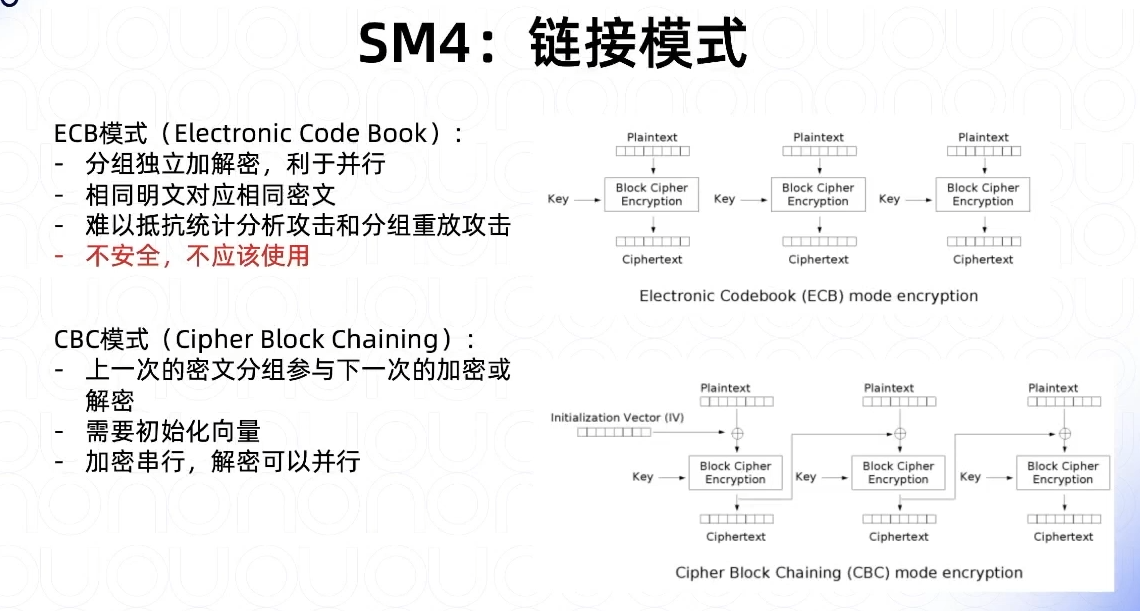 SM4：链接模式
ECB模式（Electronic Code Book）:
- 分组独立加解密，利于并行
- 相同明文对应相同密文
- 难以抵抗统计分析攻击和分组重放攻击
- 不安全，不应该使用
Plaintext Plaintext Plaintext
Key Block Cipher Key Block Cipher Key Block Cipher
Encryption Encryption Encryption
Ciphertext Ciphertext Ciphertext
Electronic Codebook (ECB) mode encryption
CBC模式（Cipher Block Chaining）:
- 上一次的密文分组参与下一次的加密或
解密
- 需要初始化向量
- 加密串行，解密可以并行
Plaintext Plaintext Plaintext
Initialization Vector (IV)
Key Block Cipher Key Block Cipher Key Block Cipher
Encryption Encryption Encryption
Ciphertext Ciphertext Ciphertext
Cipher Block Chaining (CBC) mode encryption